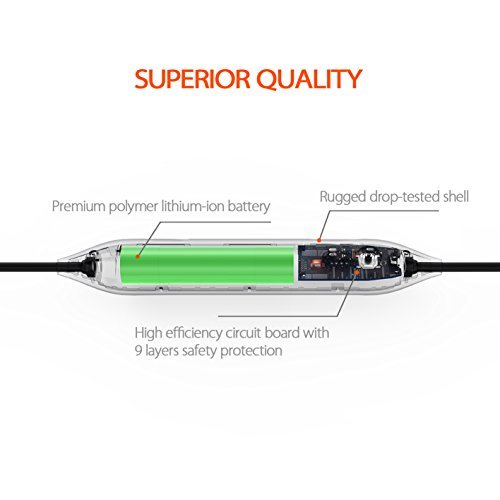 SUPERIOR QUALITY
Rugged drop-tested shell
Premium polymer lithium-ion battery
High efficiency circuit board with
9 layers safety protection